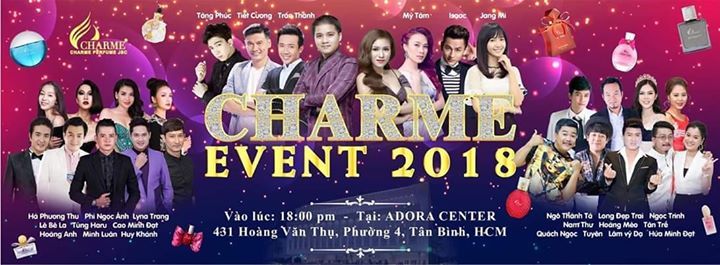 CHARME
CHARME PERFUME JSC
Tăng Phúc Tiết Cương Trấn Thành
Mỹ Tâm Isaac Jang Mi
CHARME
EVENT 2018
Hà Phương Thu Phi Ngọc Ánh Lyna Trang
Lê Bê La Tùng Haru Cao Minh Đạt
Hoàng Anh Minh Luân Huy Khánh
Vào lúc: 18:00 pm - Tại: ADORA CENTER
431 Hoàng Văn Thụ, Phường 4, Tân Bình, HCM
Ngô Thanh Tá Long Đẹp Trai Ngọc Trinh
Nam Thư Hoàng Mèo Tấn Trề
Quách Ngọc Tuyên Lâm vỹ Dạ Hứa Minh Đạt